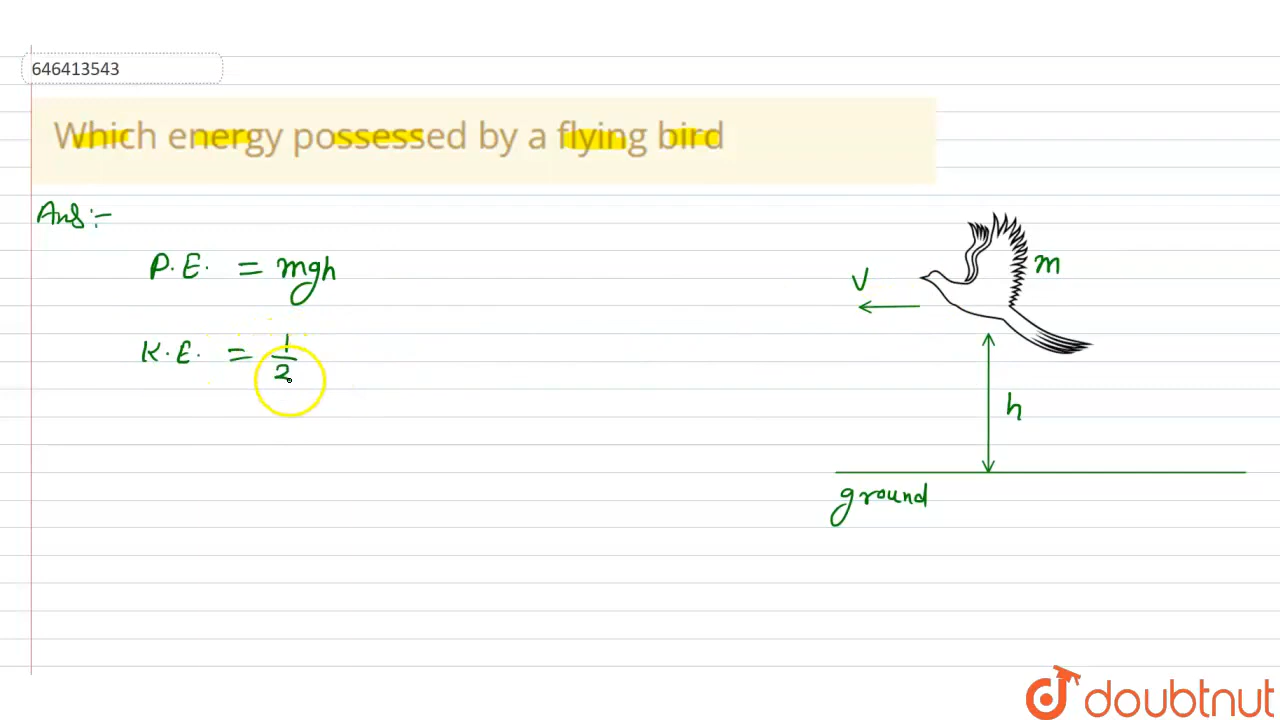 646413543
Which energy possessed by a flying bird
Ans:-
P.E. = mgh
K.E. = 1/2
V
m
h
ground
doubtnut